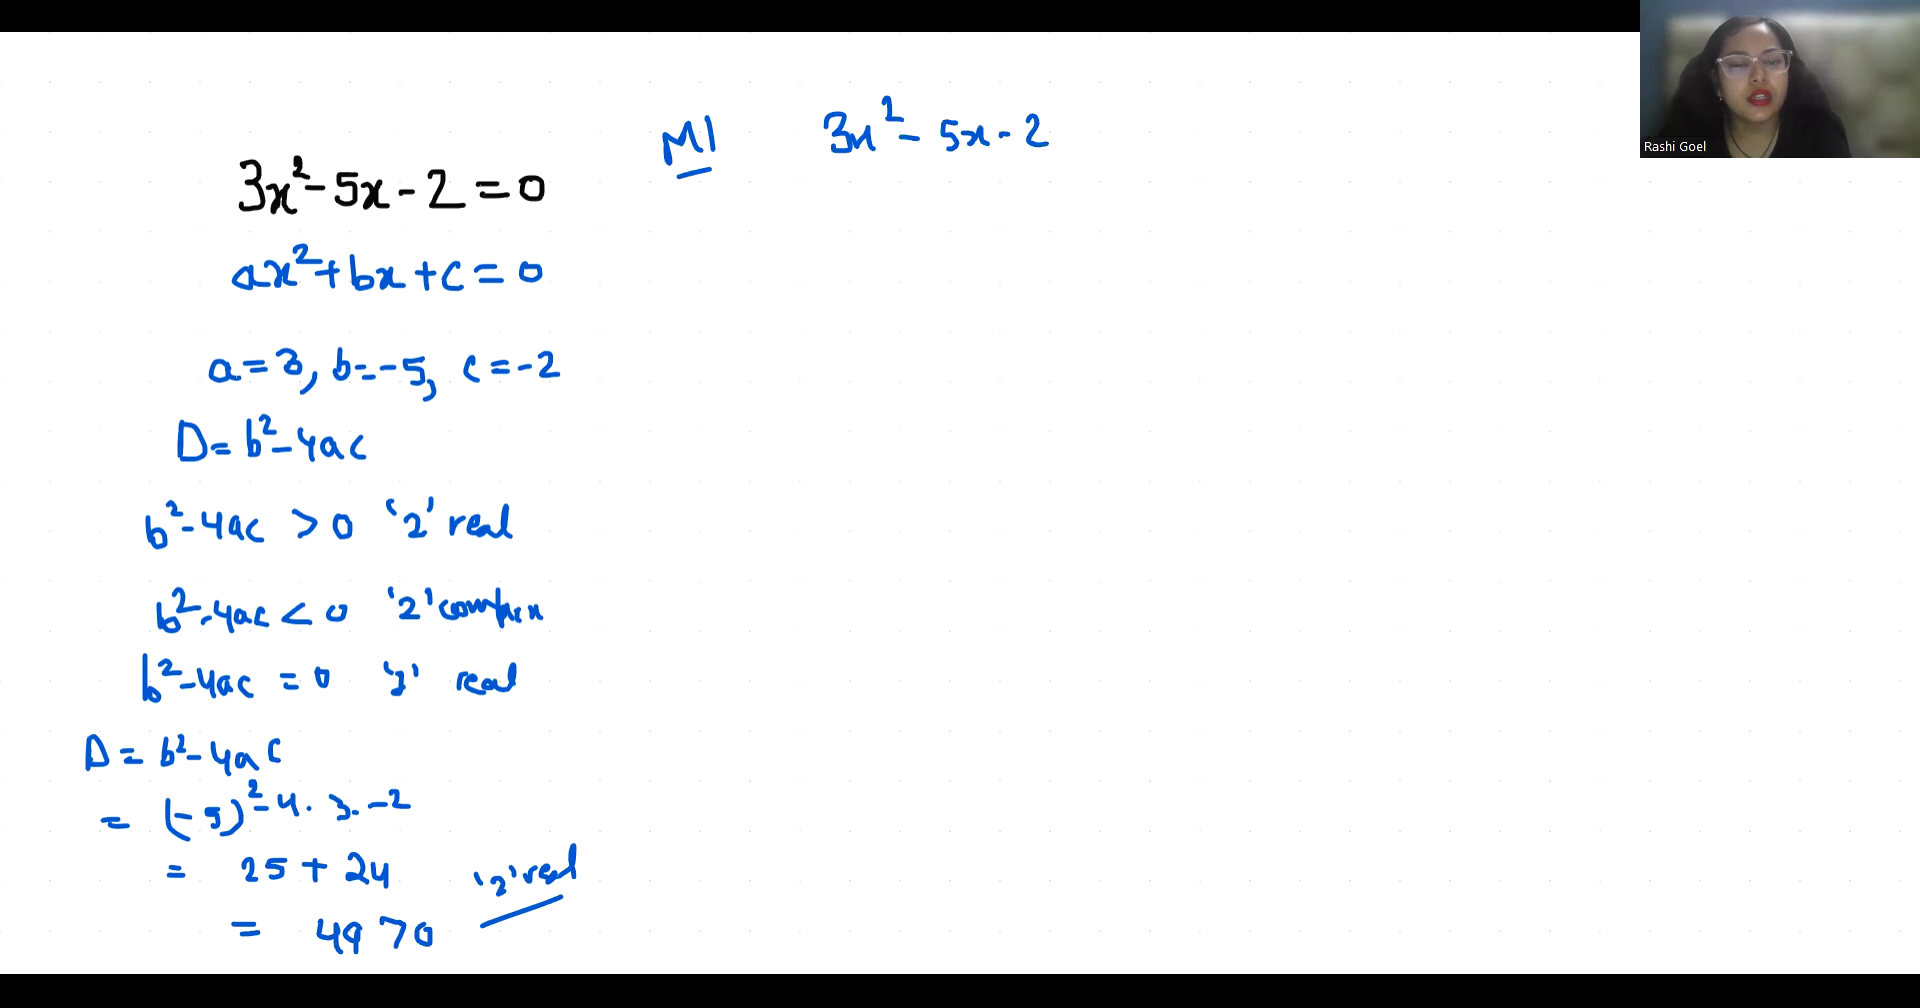 3x²-5x-2=0
ax²+bx+c=0
a=3, b=-5, c=-2
D=b²-4ac
b²-4ac >0 '2' real
b²-4ac<0 '2' complex
b²-4ac =0 '1' real
D= b²-4ac
= (-5)²-4.3.-2
= 25+24
= 49>0 '2' real
M1 3x²-5x-2
Rashi Goel